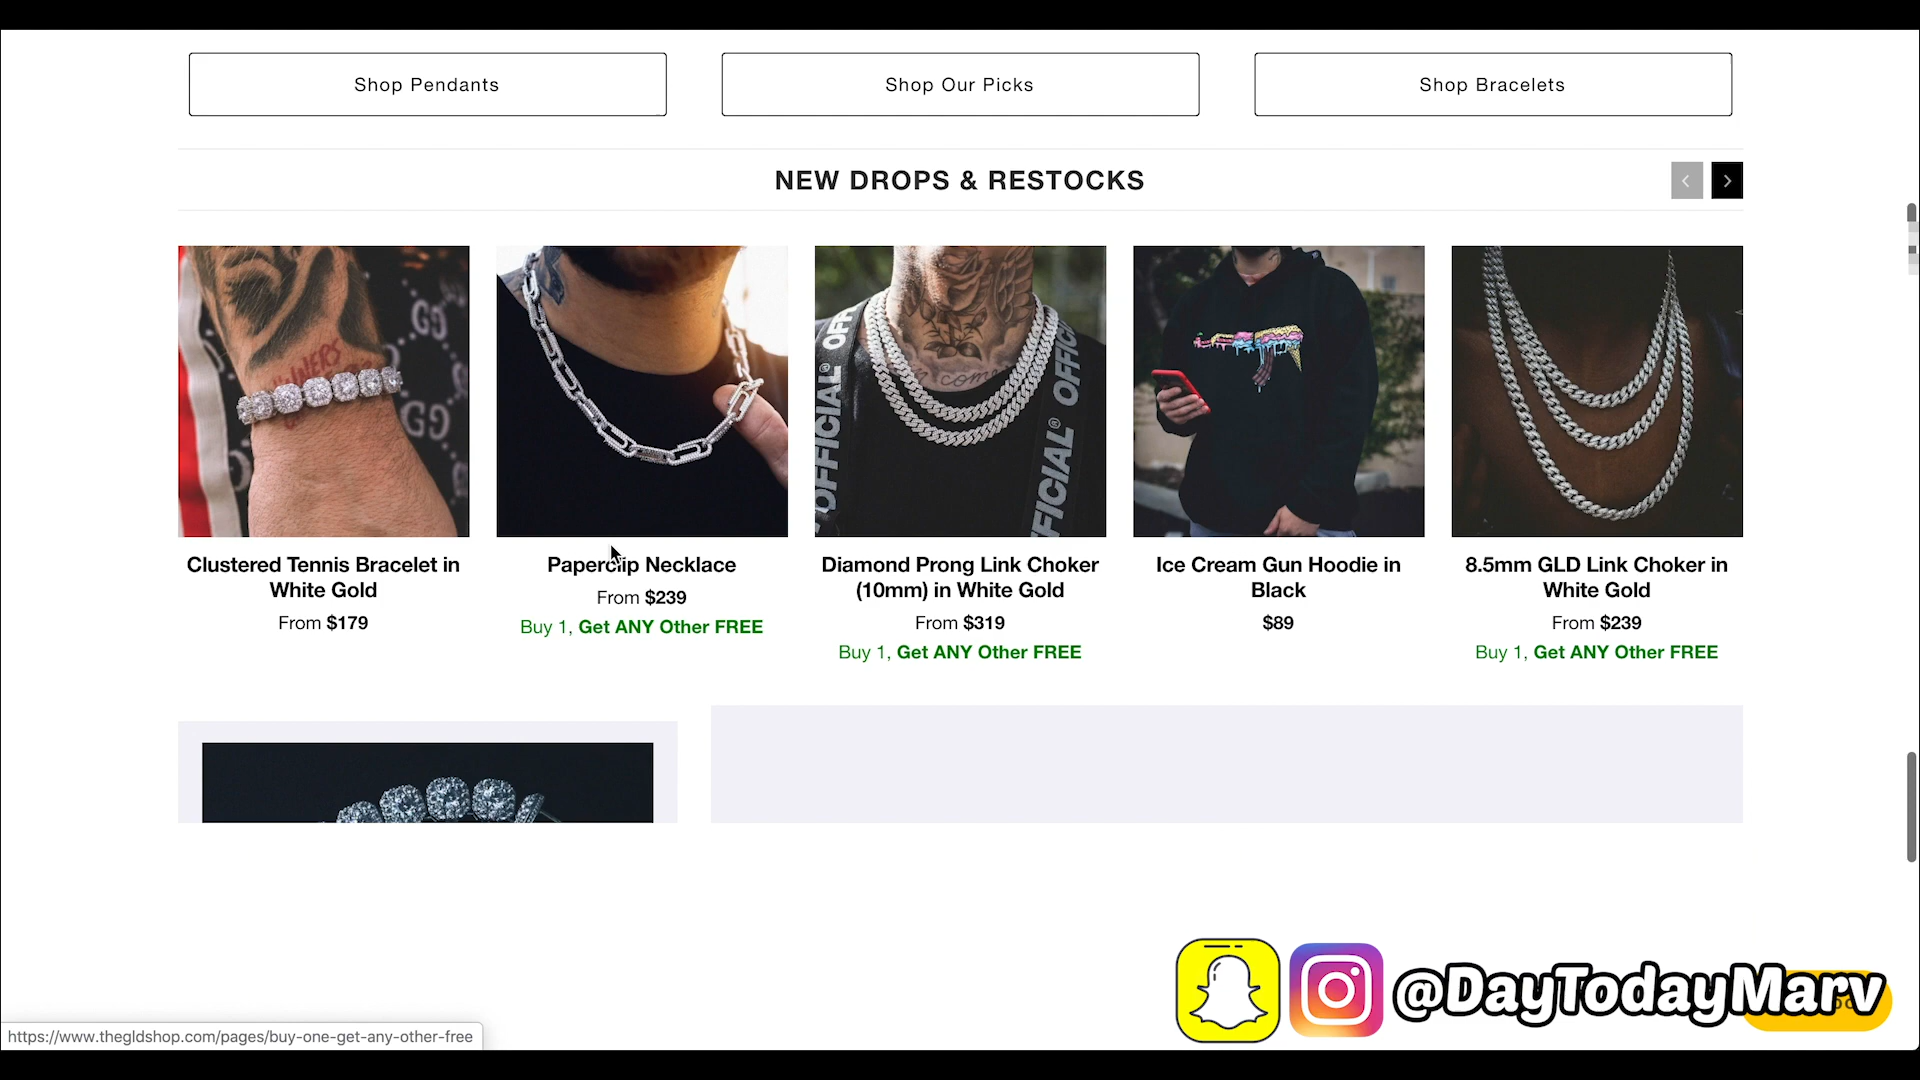 Shop Pendants
Shop Our Picks
Shop Bracelets
NEW DROPS & RESTOCKS
OFFICIAL® OFF
OFFICIAL® OFFIC
Clustered Tennis Bracelet in
White Gold
From $179
Paperclip Necklace
From $239
Buy 1, Get ANY Other FREE
Diamond Prong Link Choker
(10mm) in White Gold
From $319
Buy 1, Get ANY Other FREE
Ice Cream Gun Hoodie in
Black
$89
8.5mm GLD Link Choker in
White Gold
From $239
Buy 1, Get ANY Other FREE
@DayTodayMarv
https://www.thegldshop.com/pages/buy-one-get-any-other-free